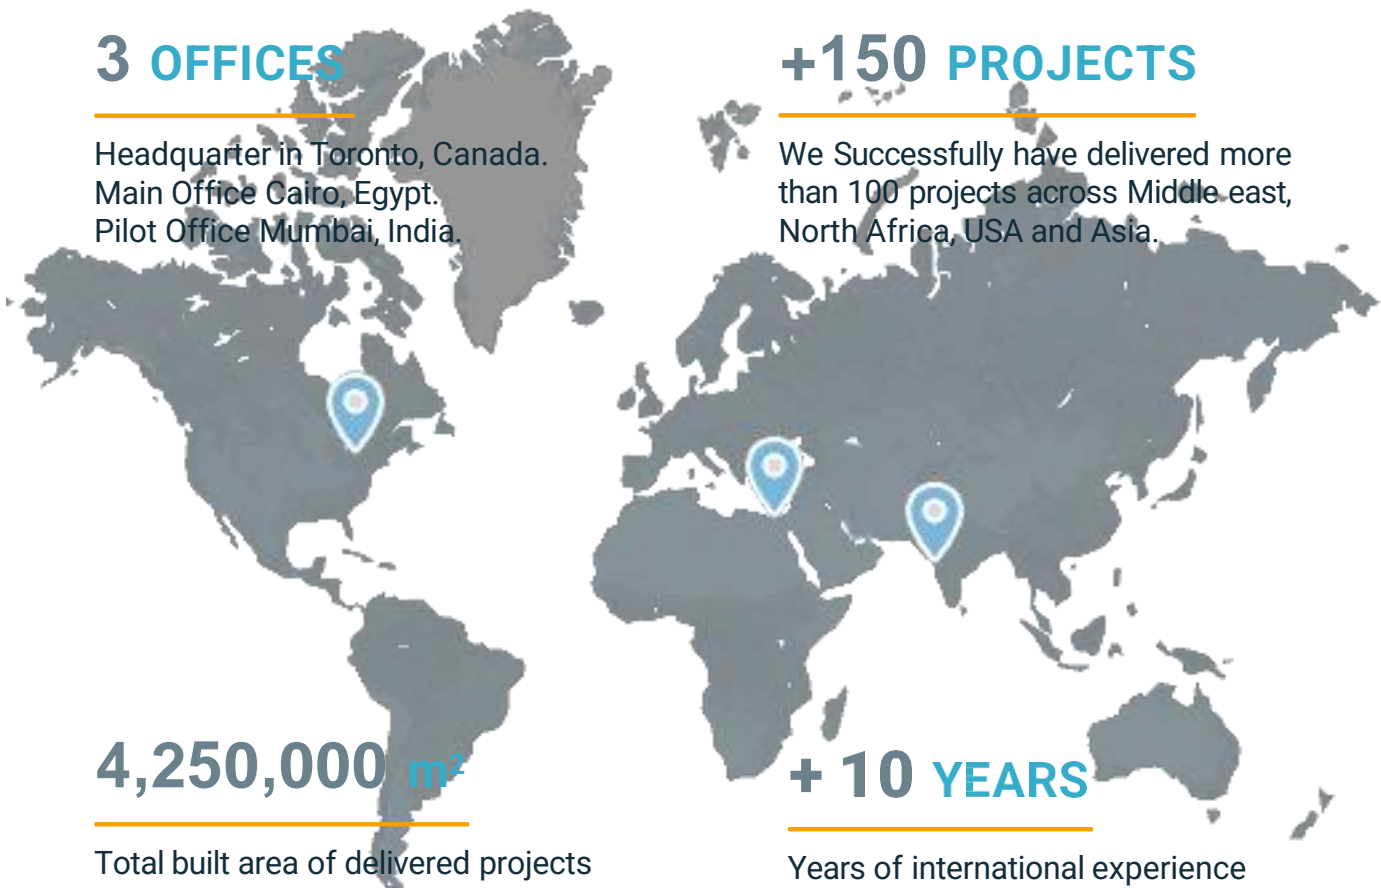 3 OFFICES
Headquarter in Toronto, Canada.
Main Office Cairo, Egypt.
Pilot Office Mumbai, India.
+150 PROJECTS
We Successfully have delivered more
than 100 projects across Middle east,
North Africa, USA and Asia.
4,250,000 m²
Total built area of delivered projects
+ 10 YEARS
Years of international experience